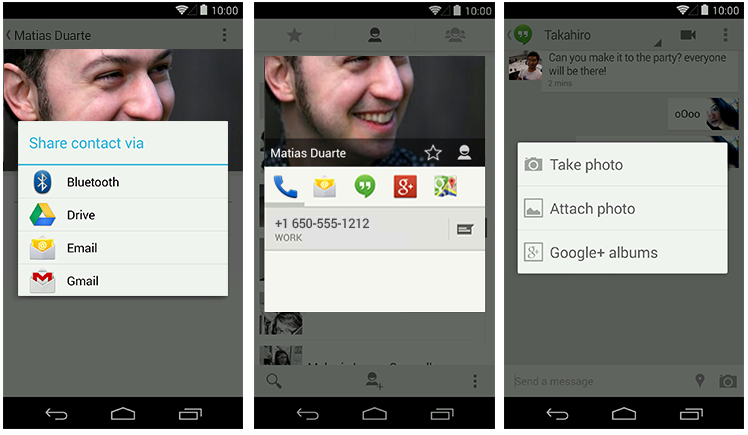 10:00
Matias Duarte
Share contact via
Bluetooth
Drive
Email
Gmail
10:00
Matias Duarte
+1 650-555-1212
WORK
10:00
Takahiro
Can you make it to the party? everyone
will be there!
2 mins
oOoo
Take photo
Attach photo
Google+ albums
Send a message